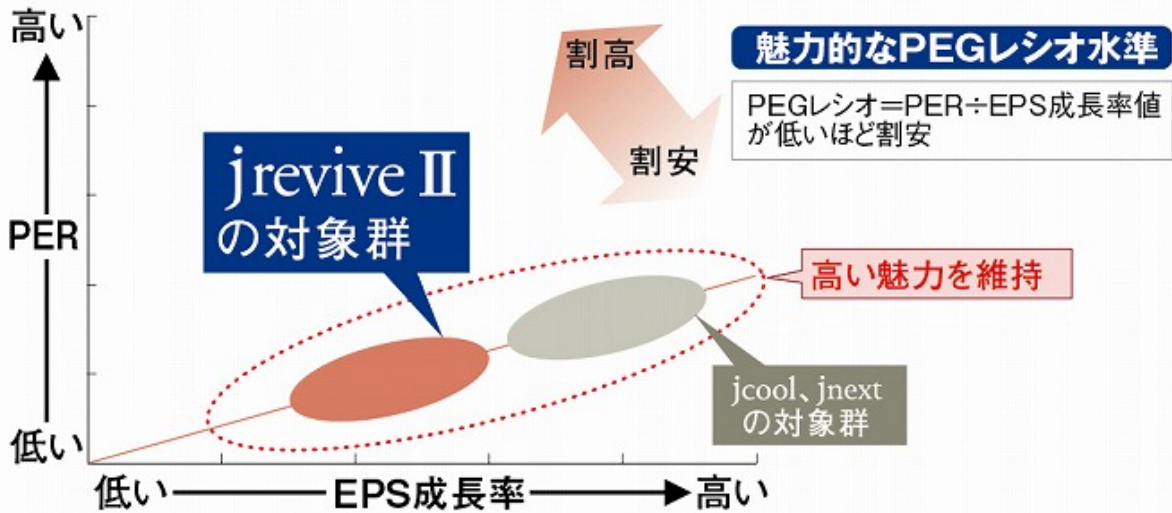 高い
割高
魅力的なPEGレシオ水準
PEGレシオ=PER÷EPS成長率値
が低いほど割安
割安
jrevive Ⅱ
の対象群
PER
高い魅力を維持
jcool、jnext
の対象群
低い
低い
EPS成長率
高い